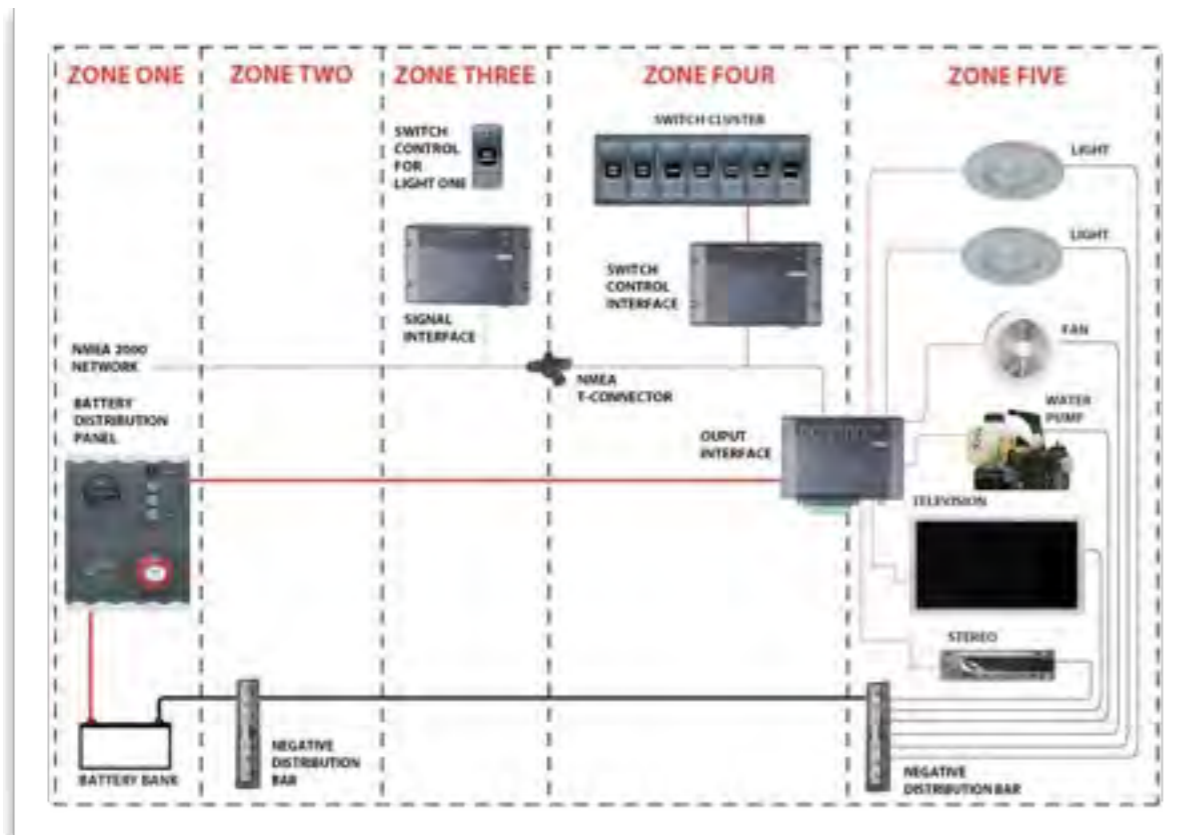 ZONE ONE
ZONE TWO
ZONE THREE
ZONE FOUR
ZONE FIVE
SWITCH
CONTROL
FOR
LIGHT ONE
SWITCH CLUSTER
LIGHT
LIGHT
SWITCH
CONTROL
INTERFACE
SIGNAL
INTERFACE
FAN
NMEA 2000
NETWORK
NMEA
T-CONNECTOR
BATTERY
DISTRIBUTION
PANEL
WATER
PUMP
OUPUT
INTERFACE
TELEVISION
STEREO
BATTERY BANK
NEGATIVE
DISTRIBUTION
BAR
NEGATIVE
DISTRIBUTION BAR